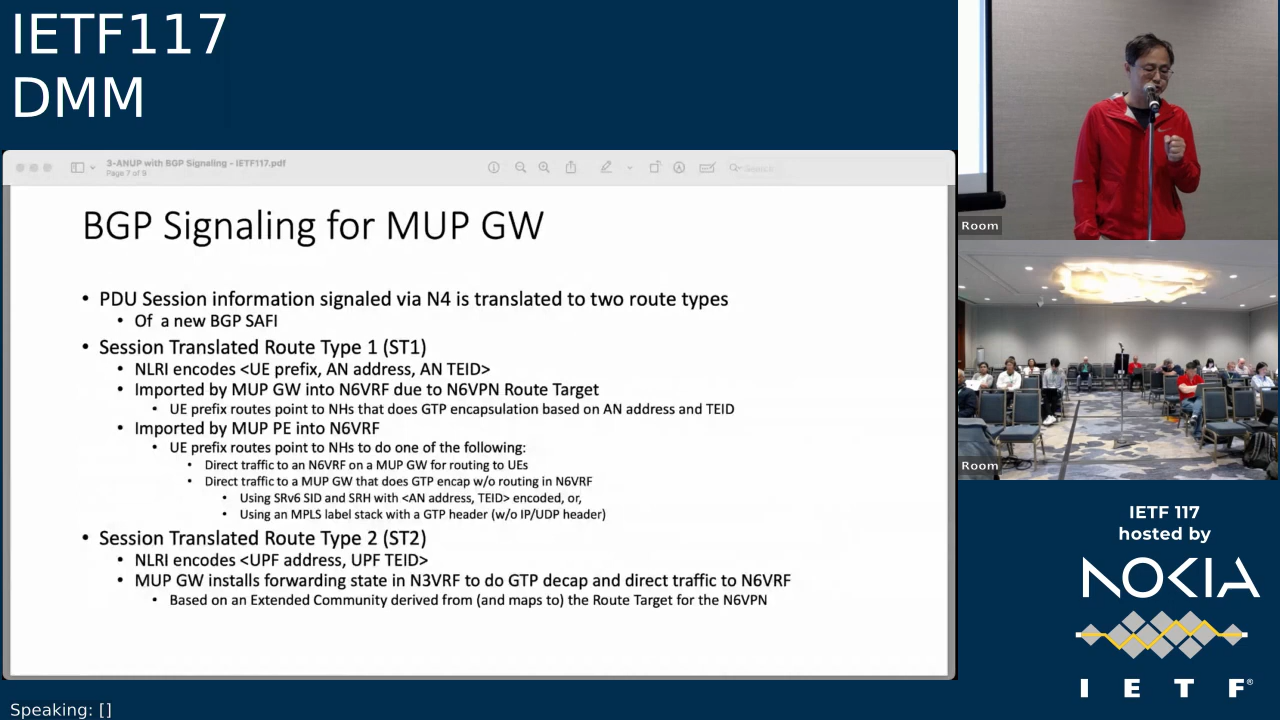 IETF117
DMM
3-ANUP with BGP Signaling - IETF117.pdf
Page 7 of 9
Search
BGP Signaling for MUP GW
• PDU Session information signaled via N4 is translated to two route types
• Of a new BGP SAFI
• Session Translated Route Type 1 (ST1)
• NLRI encodes <UE prefix, AN address, AN TEID>
• Imported by MUP GW into N6VRF due to N6VPN Route Target
• UE prefix routes point to NHs that does GTP encapsulation based on AN address and TEID
• Imported by MUP PE into N6VRF
• UE prefix routes point to NHs to do one of the following:
• Direct traffic to an N6VRF on a MUP GW for routing to UEs
• Direct traffic to a MUP GW that does GTP encap w/o routing in N6VRF
• Using SRv6 SID and SRH with <AN address, TEID> encoded, or,
• Using an MPLS label stack with a GTP header (w/o IP/UDP header)
• Session Translated Route Type 2 (ST2)
• NLRI encodes <UPF address, UPF TEID>
• MUP GW installs forwarding state in N3VRF to do GTP decap and direct traffic to N6VRF
• Based on an Extended Community derived from (and maps to) the Route Target for the N6VPN
Room
Room
IETF 117
hosted by
NOKIA
I E T F®
Speaking: []